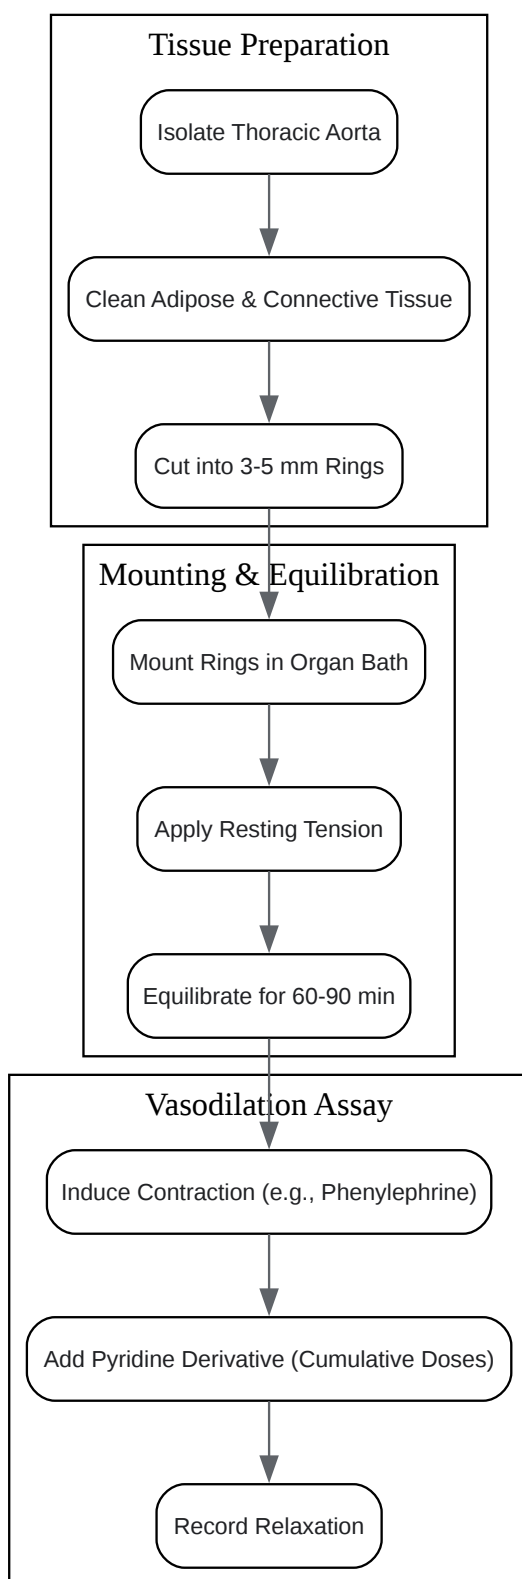 Tissue Preparation
Isolate Thoracic Aorta
Clean Adipose & Connective Tissue
Cut into 3-5 mm Rings
Mounting & Equilibration
Mount Rings in Organ Bath
Apply Resting Tension
Equilibrate for 60-90 min
Vasodilation Assay
Induce Contraction (e.g., Phenylephrine)
Add Pyridine Derivative (Cumulative Doses)
Record Relaxation